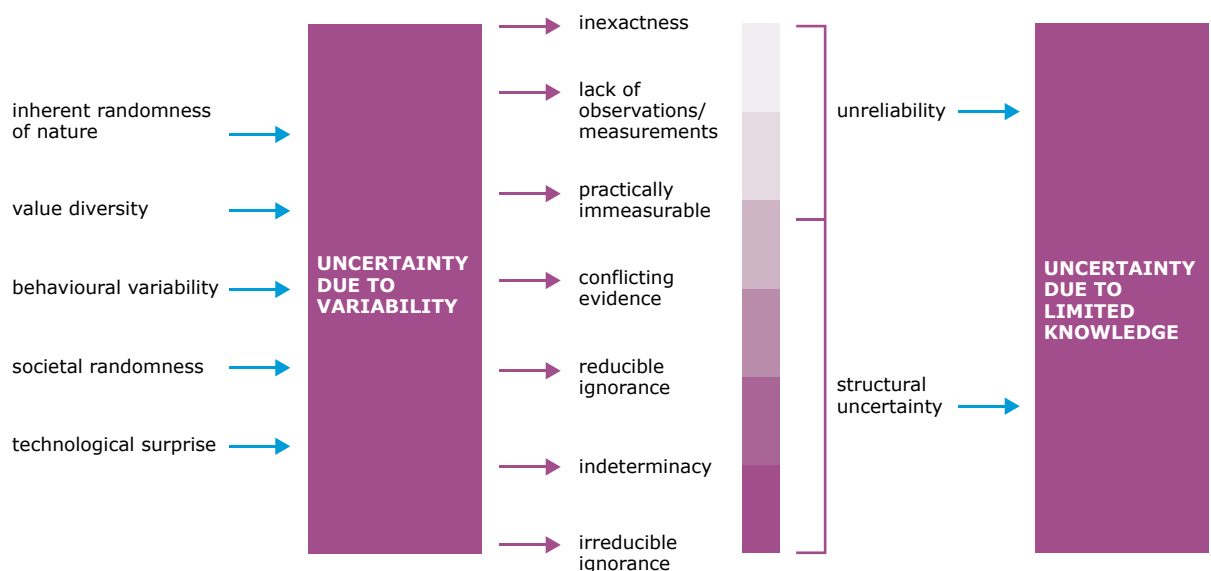 inherent randomness
of nature
value diversity
behavioural variability
societal randomness
technological surprise
UNCERTAINTY
DUE TO
VARIABILITY
inexactness
lack of
observations/
measurements
practically
immeasurable
conflicting
evidence
reducible
ignorance
indeterminacy
irreducible
ignorance
unreliability
structural
uncertainty
UNCERTAINTY
DUE TO
LIMITED
KNOWLEDGE